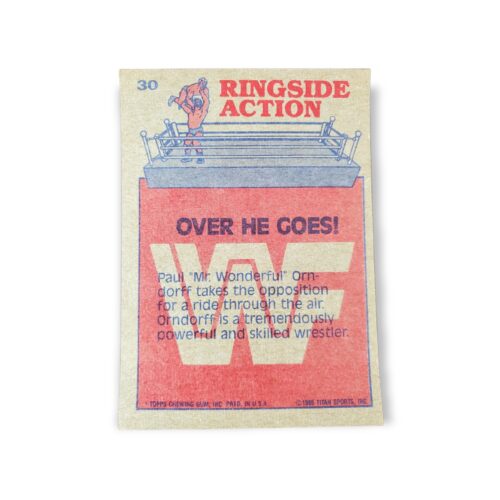 30
RINGSIDE
ACTION
OVER HE GOES!
WF
Paul "Mr. Wonderful" Orn-
dorff takes the opposition
for a ride through the air.
Orndorff is a tremendously
powerful and skilled wrestler.
* TOPPS CHEWING GUM, INC. PRTD. IN U.S.A.
© 1985 TITAN SPORTS, INC.